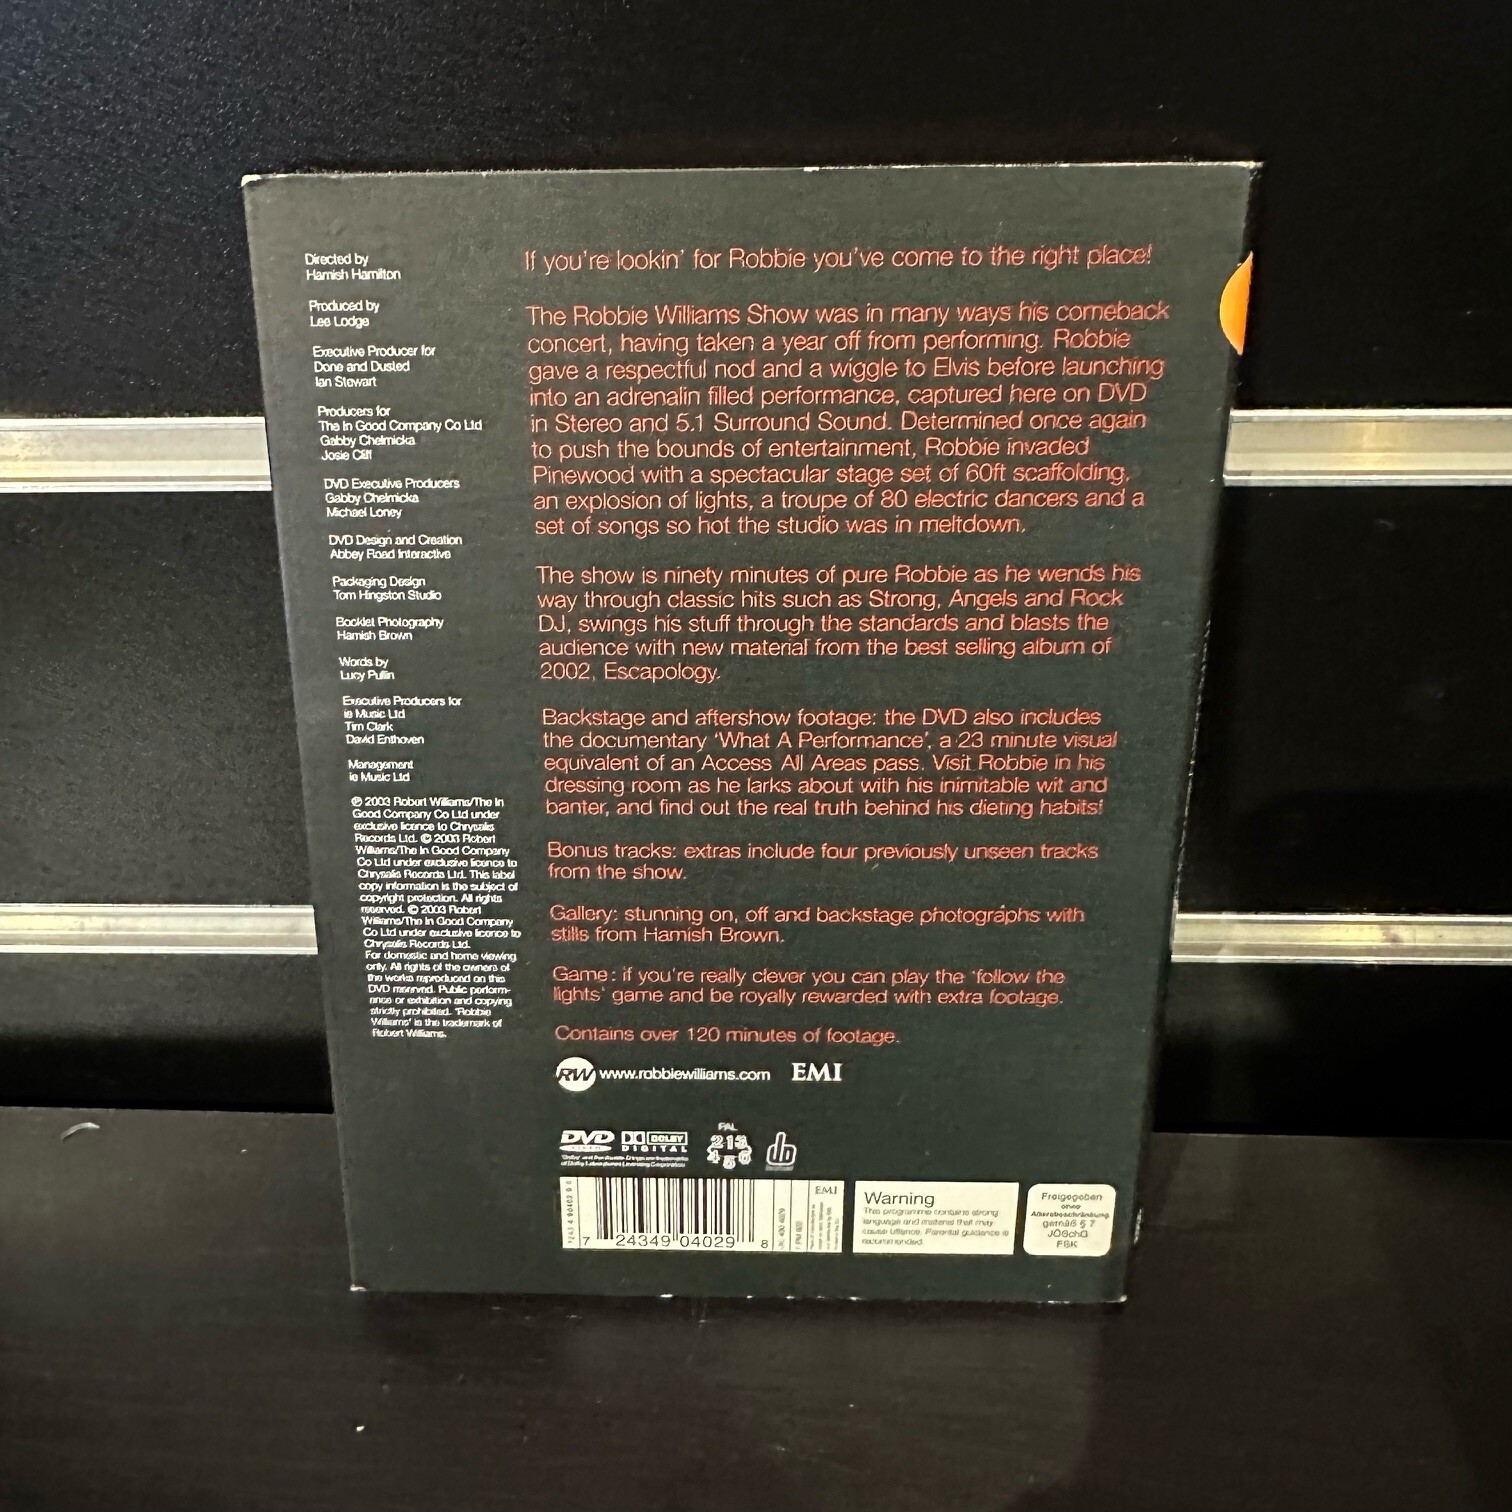 Directed by
Hamish Hamilton
Produced by
Lee Lodge
Executive Producer for
Done and Dusted
Ian Stewart
Producers for
The In Good Company Co Ltd
Gabby Chelmicka
Josie Cliff
DVD Executive Producers
Gabby Chelmicka
Michael Loney
DVD Design and Creation
Abbey Road Interactive
Packaging Design
Tom Hingston Studio
Booklet Photography
Hamish Brown
Words by
Lucy Pullin
Executive Producers for
ie Music Ltd
Tim Clark
David Enthoven
Management
ie Music Ltd
℗ 2003 Robert Williams/The In
Good Company Co Ltd under
exclusive licence to Chrysalis
Records Ltd. © 2003 Robert
Williams/The In Good Company
Co Ltd under exclusive licence to
Chrysalis Records Ltd. This label
copy information is the subject of
copyright protection. All rights
reserved. © 2003 Robert
Williams/The In Good Company
Co Ltd under exclusive licence to
Chrysalis Records Ltd.
For domestic and home viewing
only. All rights of the owners of
the works reproduced on this
DVD reserved. Public perform-
ance or exhibition and copying
strictly prohibited. 'Robbie
Williams' is the trademark of
Robert Williams.
If you're lookin' for Robbie you've come to the right place!
The Robbie Williams Show was in many ways his comeback
concert, having taken a year off from performing. Robbie
gave a respectful nod and a wiggle to Elvis before launching
into an adrenalin filled performance, captured here on DVD
in Stereo and 5.1 Surround Sound. Determined once again
to push the bounds of entertainment, Robbie invaded
Pinewood with a spectacular stage set of 60ft scaffolding,
an explosion of lights, a troupe of 80 electric dancers and a
set of songs so hot the studio was in meltdown.
The show is ninety minutes of pure Robbie as he wends his
way through classic hits such as Strong, Angels and Rock
DJ, swings his stuff through the standards and blasts the
audience with new material from the best selling album of
2002, Escapology.
Backstage and aftershow footage: the DVD also includes
the documentary 'What A Performance', a 23 minute visual
equivalent of an Access All Areas pass. Visit Robbie in his
dressing room as he larks about with his inimitable wit and
banter, and find out the real truth behind his dieting habits!
Bonus tracks: extras include four previously unseen tracks
from the show.
Gallery: stunning on, off and backstage photographs with
stills from Hamish Brown.
Game: if you're really clever you can play the 'follow the
lights' game and be royally rewarded with extra footage.
Contains over 120 minutes of footage.
RW www.robbiewilliams.com EMI
PAL
DVD DOLBY DIGITAL 213 456 db
7 24349 04029 8
EMI
Warning
This programme contains strong
language and material that may
cause offence. Parental guidance is
recommended.
Freigegeben
ohne
Altersbeschränkung
gemäß § 7
JÖSchG
FSK